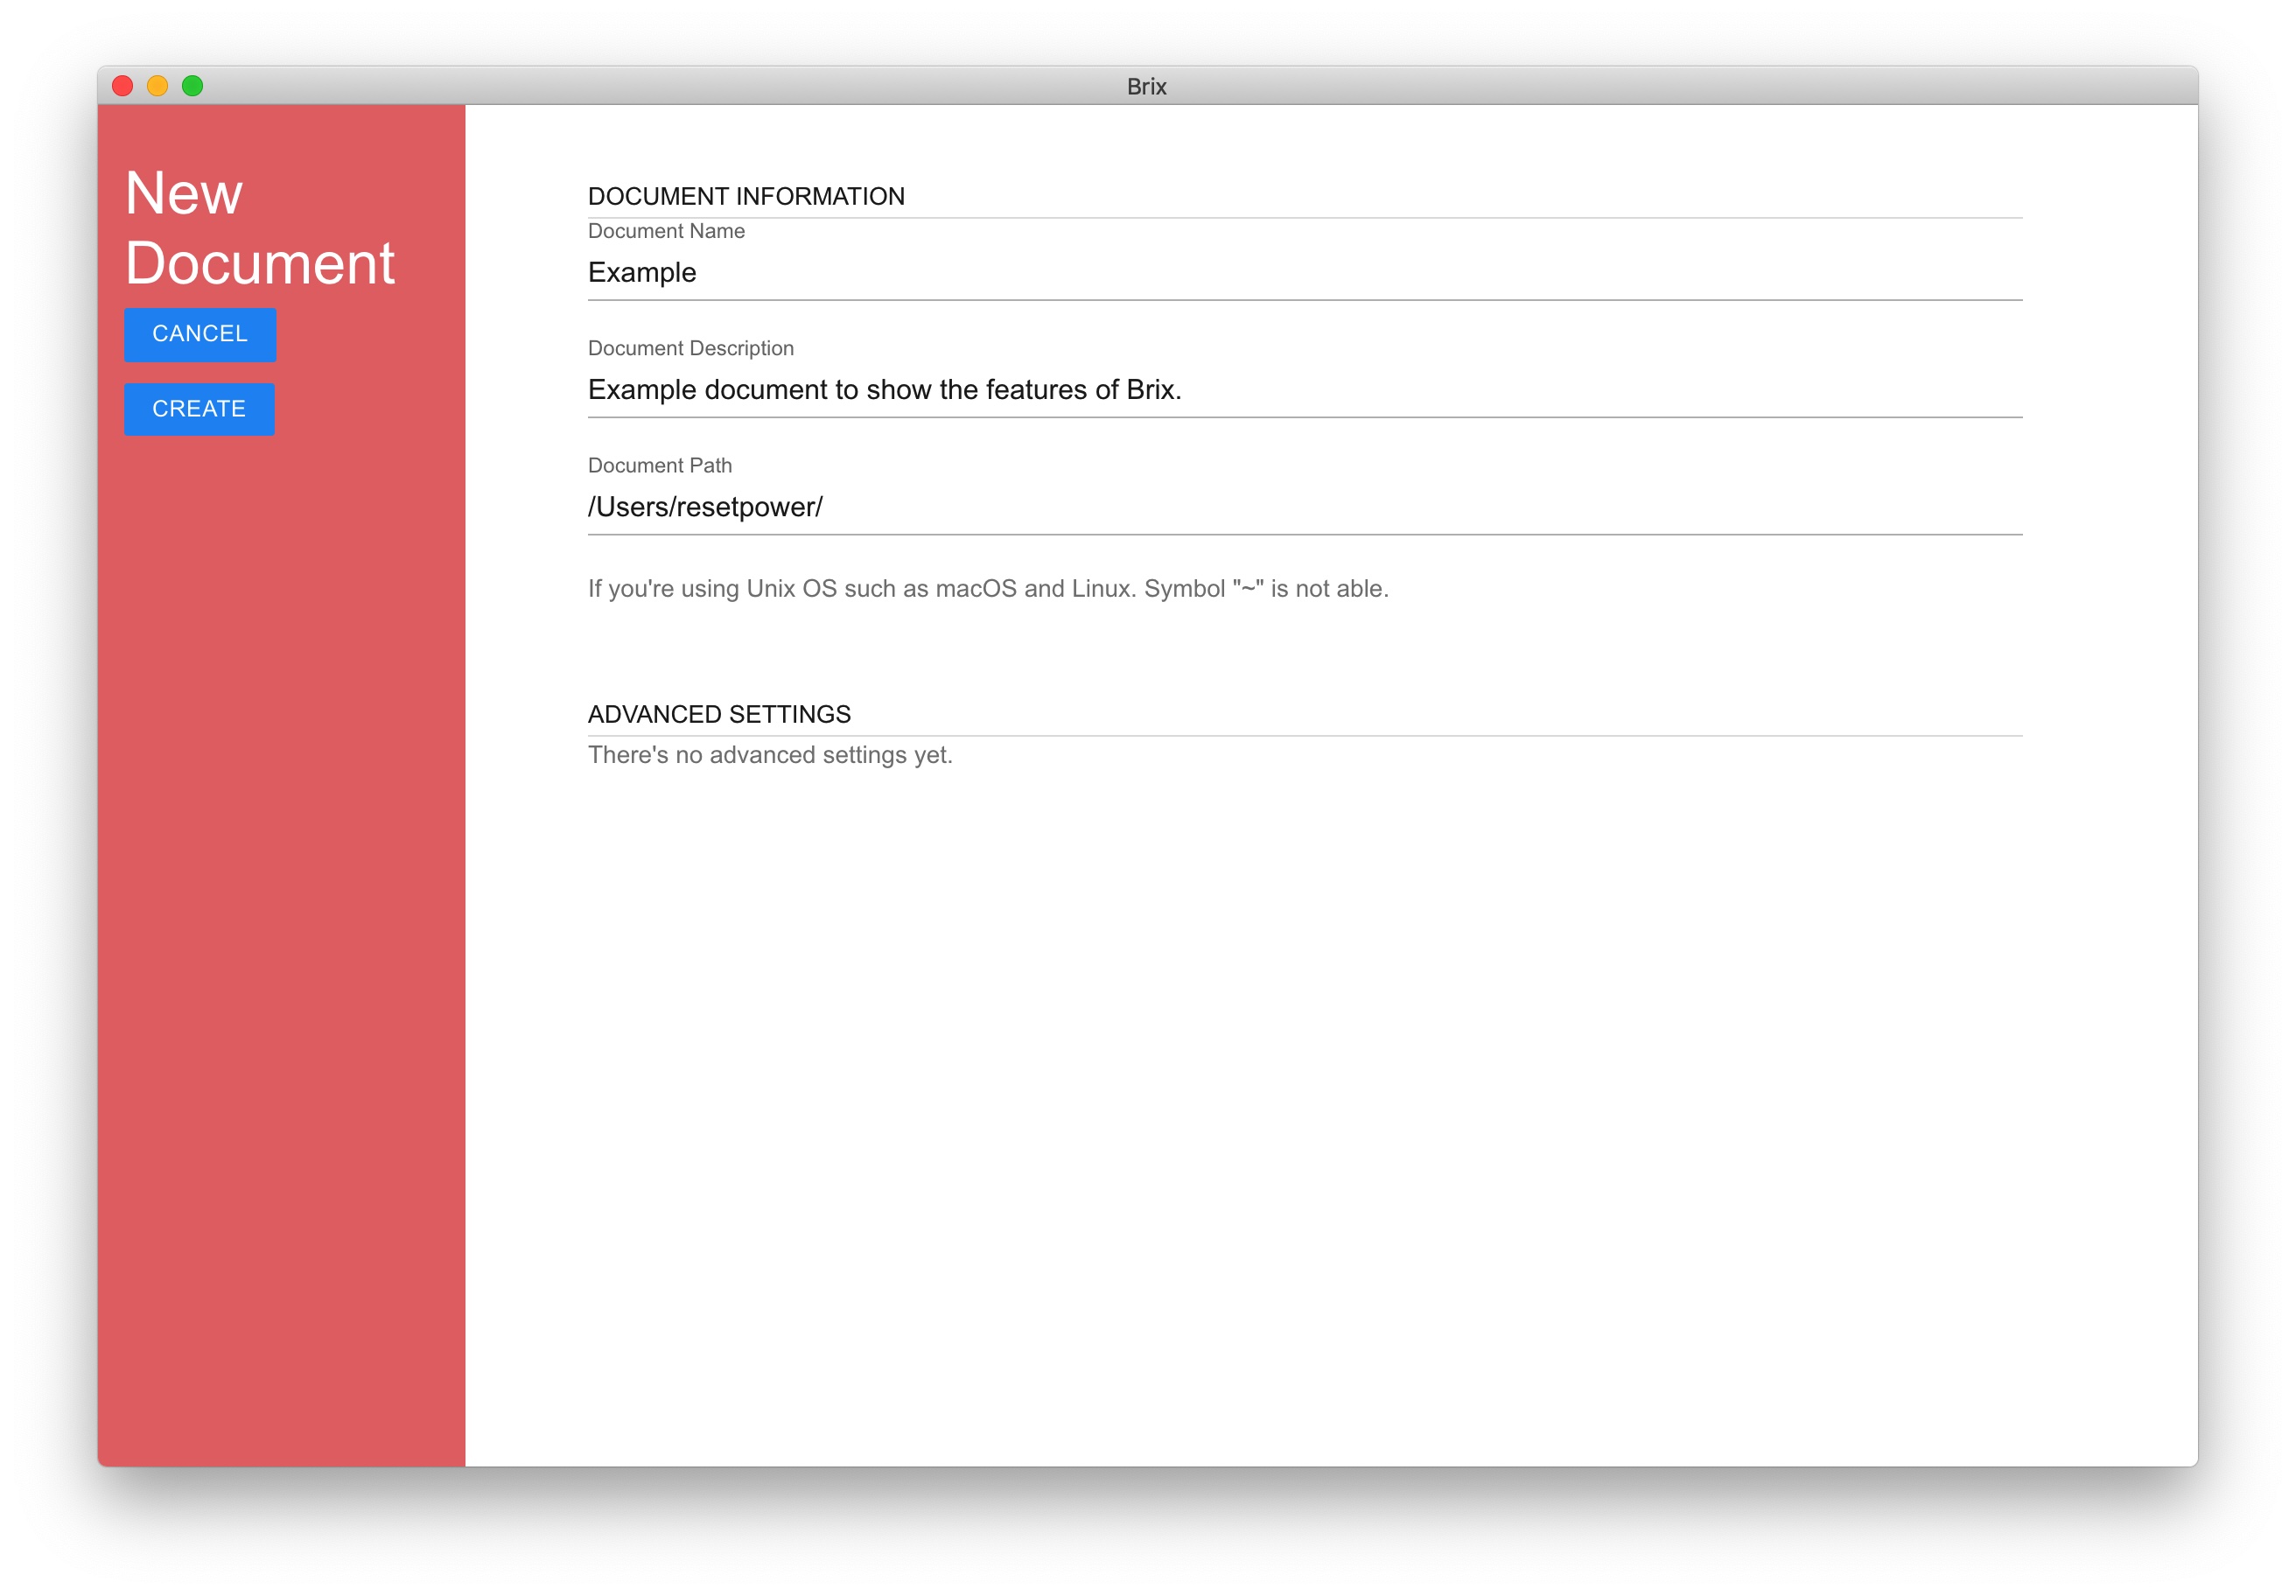 Brix
New
Document
CANCEL
CREATE
DOCUMENT INFORMATION
Document Name
Example
Document Description
Example document to show the features of Brix.
Document Path
/Users/resetpower/
If you're using Unix OS such as macOS and Linux. Symbol "~" is not able.
ADVANCED SETTINGS
There's no advanced settings yet.